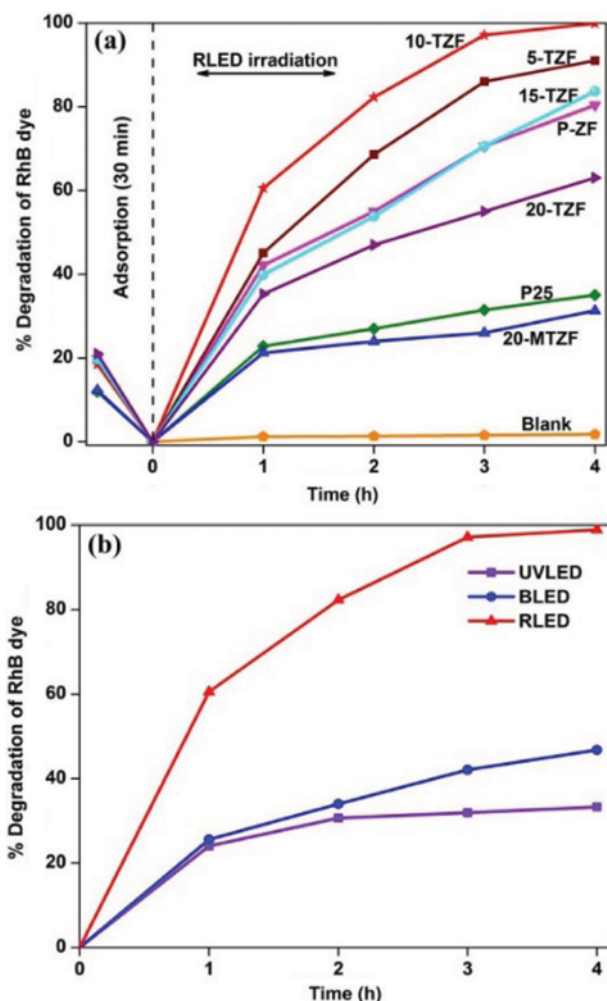 (a)
% Degradation of RhB dye
100
80
60
40
20
0
Adsorption (30 min)
RLED irradiation
10-TZF
5-TZF
15-TZF
P-ZF
20-TZF
P25
20-MTZF
Blank
0 1 2 3 4
Time (h)
(b)
% Degradation of RhB dye
100
80
60
40
20
0
UVLED
BLED
RLED
0 1 2 3 4
Time (h)